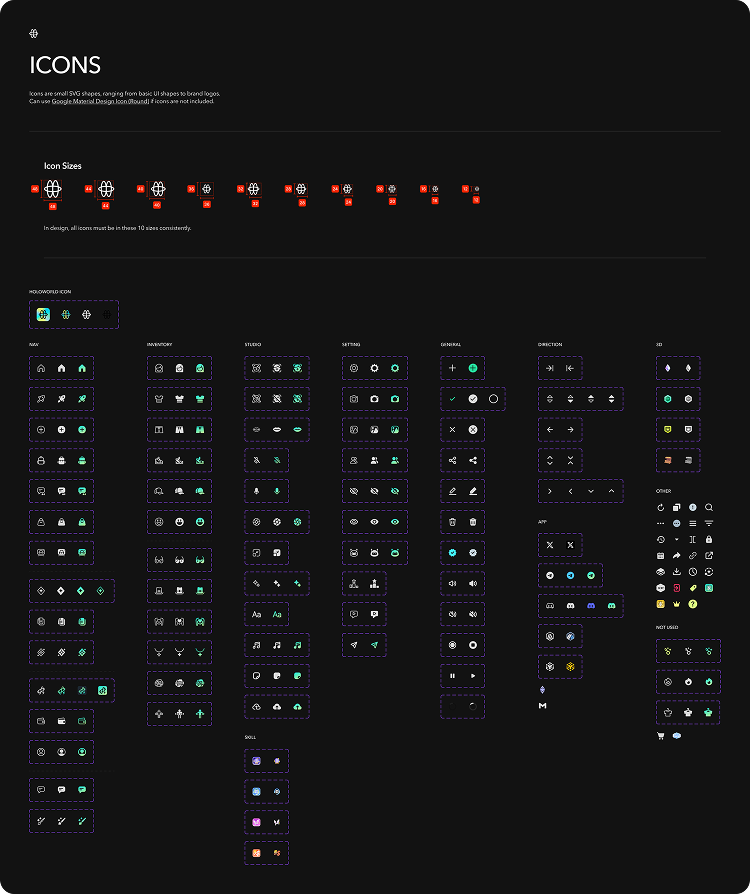 ICONS
Icons are small SVG shapes, ranging from basic UI shapes to brand logos.
Can use Google Material Design Icon (Round) if icons are not included.
Icon Sizes
48 44 40 36 32 28 24 20 16 12
48 44 40 36 32 28 24 20 16 12
In design, all icons must be in these 10 sizes consistently.
HOLOWORLD ICON
NAV
INVENTORY
STUDIO
SETTING
GENERAL
DIRECTION
3D
OTHER
APP
Aa Aa
NOT USED
SKILL